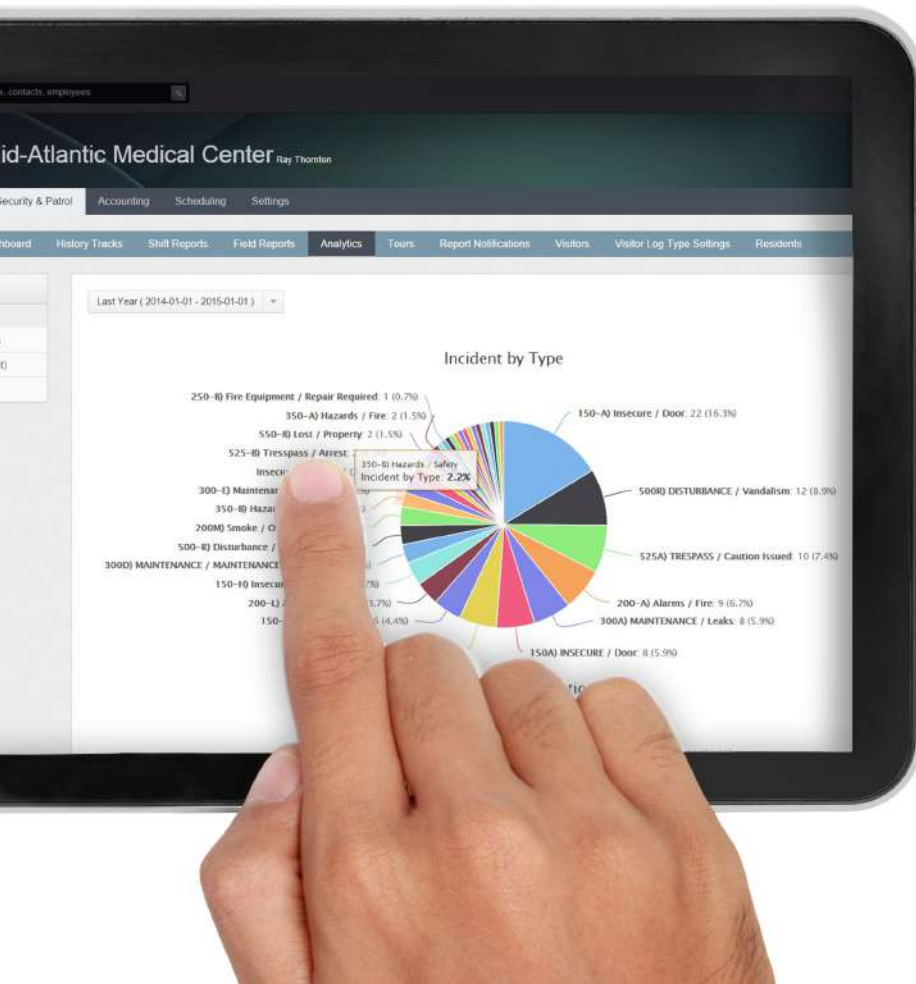 s, contacts, employees
id-Atlantic Medical Center Ray Thornton
Security & Patrol Accounting Scheduling Settings
hboard History Tracks Shift Reports Field Reports Analytics Tours Report Notifications Visitors Visitor Log Type Settings Residents
Last Year ( 2014-01-01 - 2015-01-01 )
Incident by Type
250-R) Fire Equipment / Repair Required: 1 (0.7%)
350-A) Hazards / Fire: 2 (1.5%)
550-B) Lost / Property: 2 (1.5%)
525-B) Tresspass / Arrest:
350-B) Hazards / Safety
Incident by Type: 2.2%
300-E)
350-B)
200M) Smoke /
500-R) Disturbance /
300D) MAINTENANCE /
150-H)
200-L)
150-
5 (4.4%)
150-A) Insecure / Door: 22 (16.3%)
500R) DISTURBANCE / Vandalism: 12 (8.9%)
525A) TRESPASS / Caution Issued: 10 (7.4%)
200-A) Alarms / Fire: 9 (6.7%)
300A) MAINTENANCE / Leaks: 8 (5.9%)
150A) INSECURE / Door: 8 (5.9%)